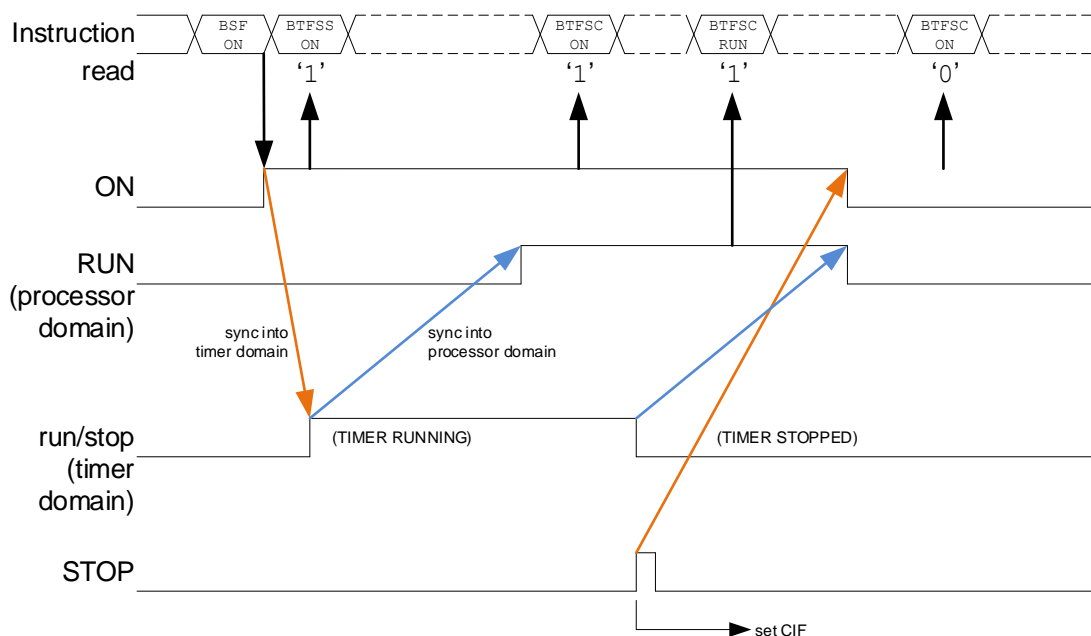 Instruction
BSF
ON
BTFSS
ON
BTFSC
ON
BTFSC
RUN
BTFSC
ON
read
‘1’
‘1’
‘1’
‘0’
ON
RUN
(processor
domain)
sync into
timer domain
sync into
processor domain
run/stop
(timer
domain)
(TIMER RUNNING)
(TIMER STOPPED)
STOP
set CIF